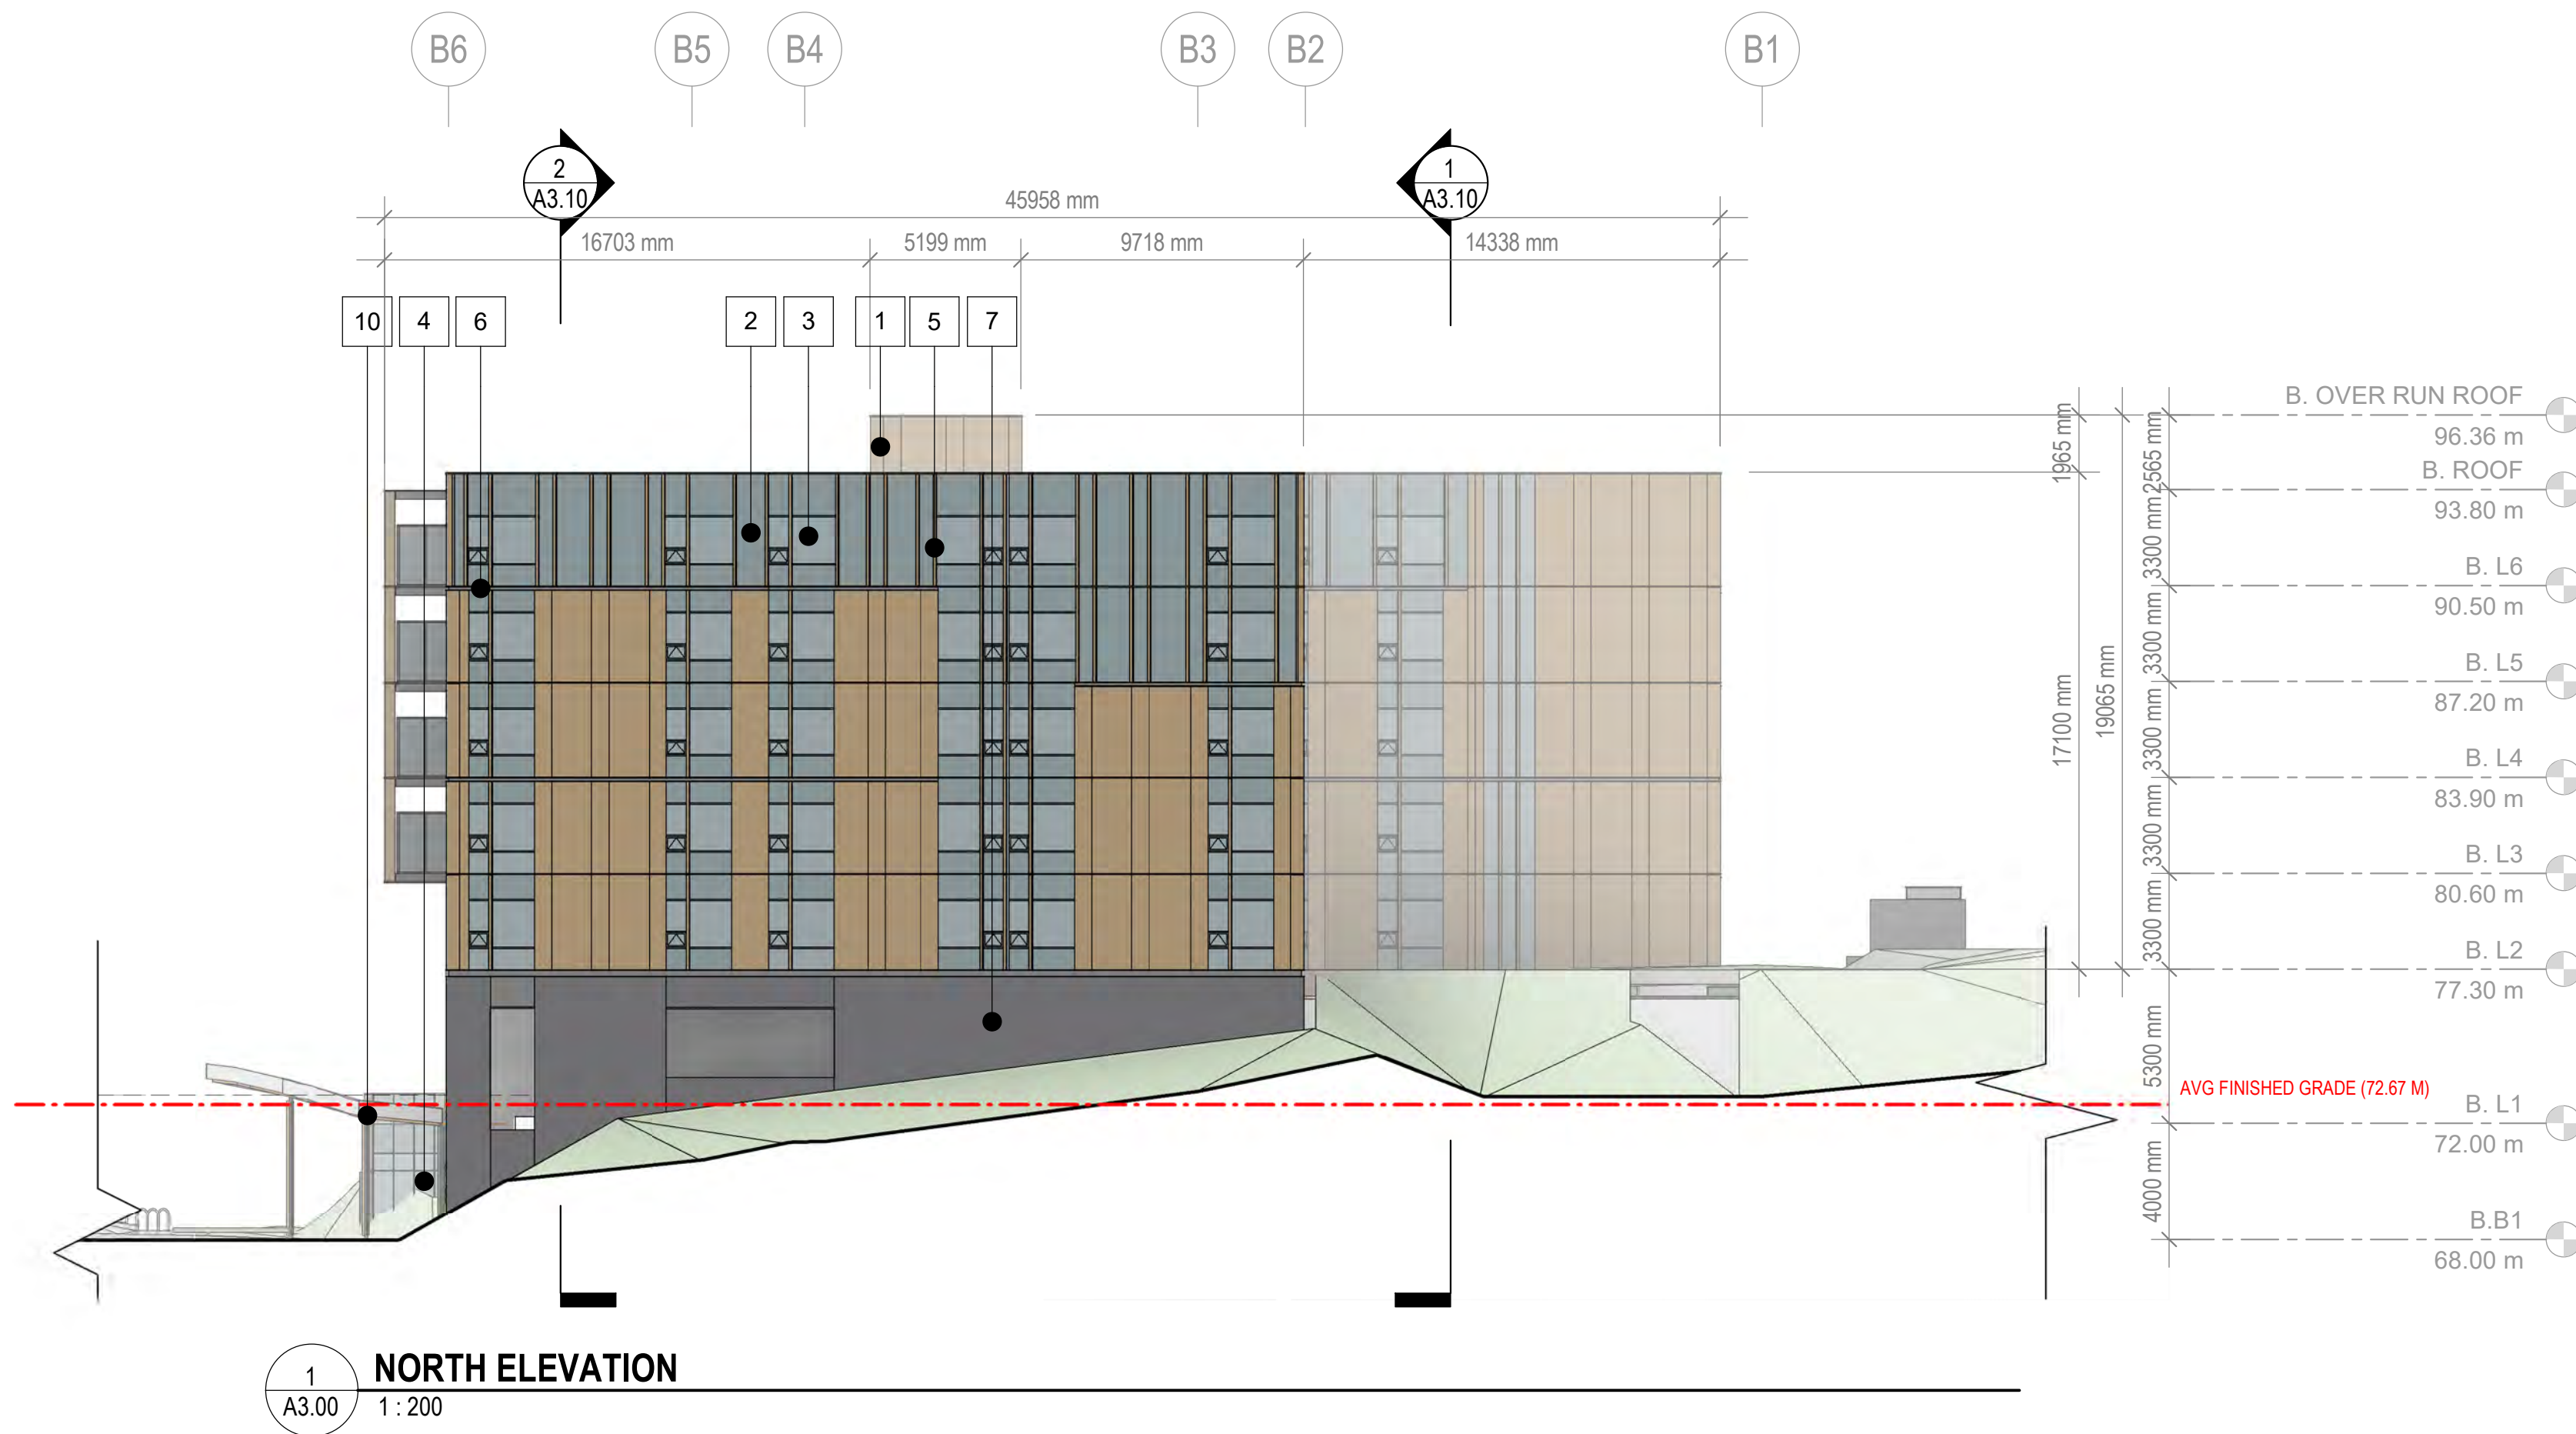 B6 B5 B4 B3 B2 B1
2
A3.10
1
A3.10
45958 mm
16703 mm 5199 mm 9718 mm 14338 mm
10 4 6 2 3 1 5 7
B. OVER RUN ROOF
96.36 m
B. ROOF
93.80 m
B. L6
90.50 m
B. L5
87.20 m
B. L4
83.90 m
B. L3
80.60 m
B. L2
77.30 m
AVG FINISHED GRADE (72.67 M)
B. L1
72.00 m
B.B1
68.00 m
1965 mm
17100 mm
19065 mm
2565 mm
3300 mm
3300 mm
3300 mm
3300 mm
3300 mm
5300 mm
4000 mm
1
A3.00
NORTH ELEVATION
1 : 200